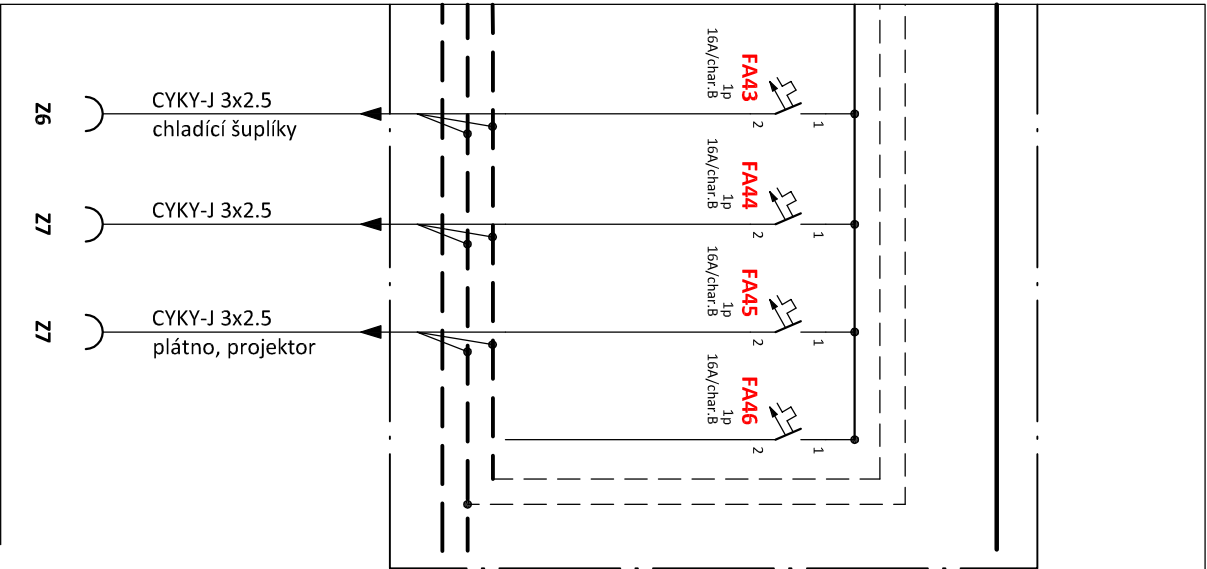 Z6
CYKY-J 3x2.5
chladící šuplíky
FA43
1p
16A/char.B
2
1
Z7
CYKY-J 3x2.5
FA44
1p
16A/char.B
2
1
Z7
CYKY-J 3x2.5
plátno, projektor
FA45
1p
16A/char.B
2
1
FA46
1p
16A/char.B
2
1